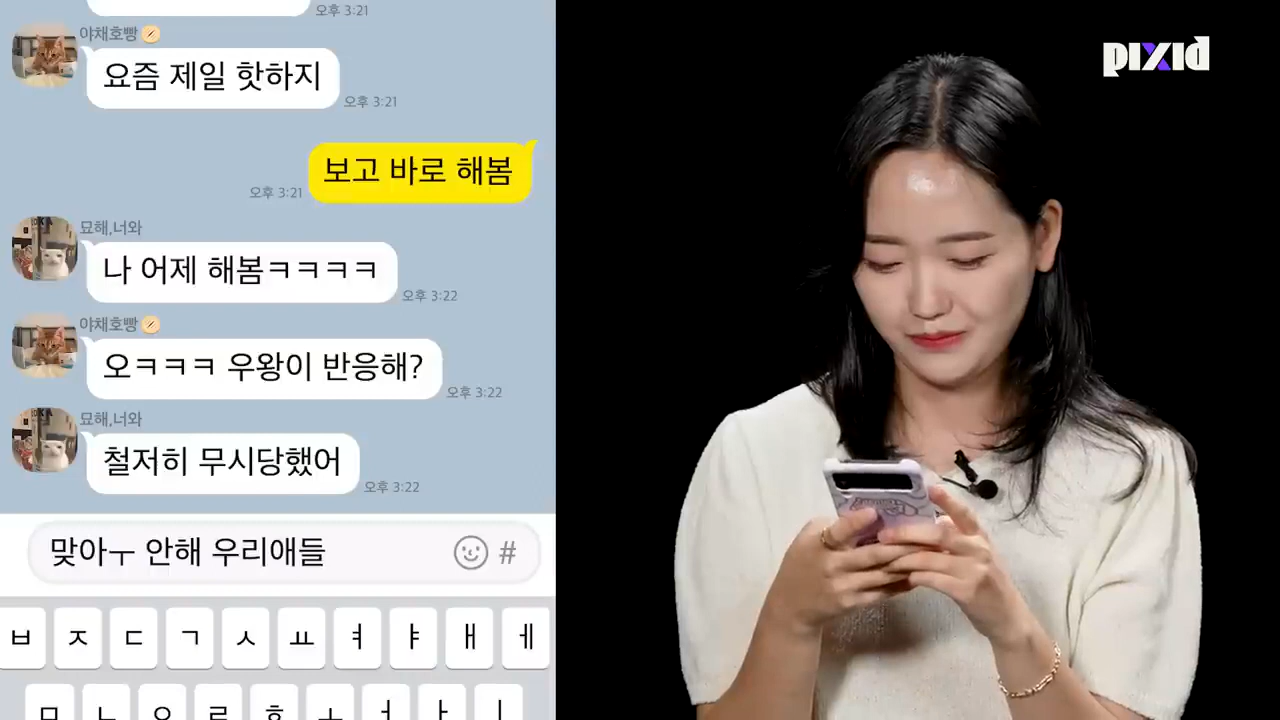 오후 3:21
야채호빵
요즘 제일 핫하지
오후 3:21
보고 바로 해봄
오후 3:21
묘해,너와
나 어제 해봄ㅋㅋㅋㅋ
오후 3:22
야채호빵
오ㅋㅋㅋ 우왕이 반응해?
오후 3:22
묘해,너와
철저히 무시당했어
오후 3:22
맞아ㅜ 안해 우리애들
#
ㅂ ㅈ ㄷ ㄱ ㅅ ㅛ ㅕ ㅑ ㅐ ㅔ
ㅁ ㄴ ㅇ ㄹ ㅎ ㅗ ㅓ ㅏ ㅣ
pixid